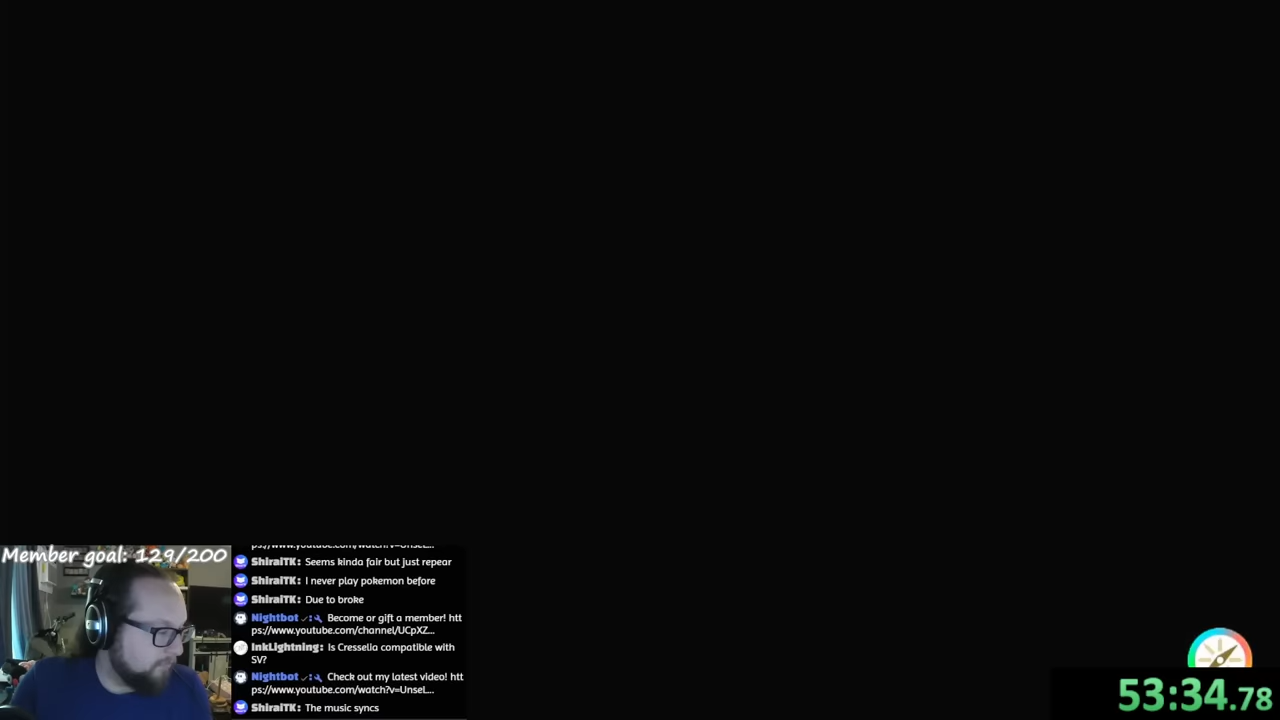 Member goal: 129/200
ShiraiTK: Seems kinda fair but just repear
ShiraiTK: I never play pokemon before
ShiraiTK: Due to broke
Nightbot: Become or gift a member! htt
ps://www.youtube.com/channel/UCpXZ...
InkLightning: Is Cresselia compatible with
SV?
Nightbot: Check out my latest video! htt
ps://www.youtube.com/watch?v=UnseL...
ShiraiTK: The music syncs
53:34.78